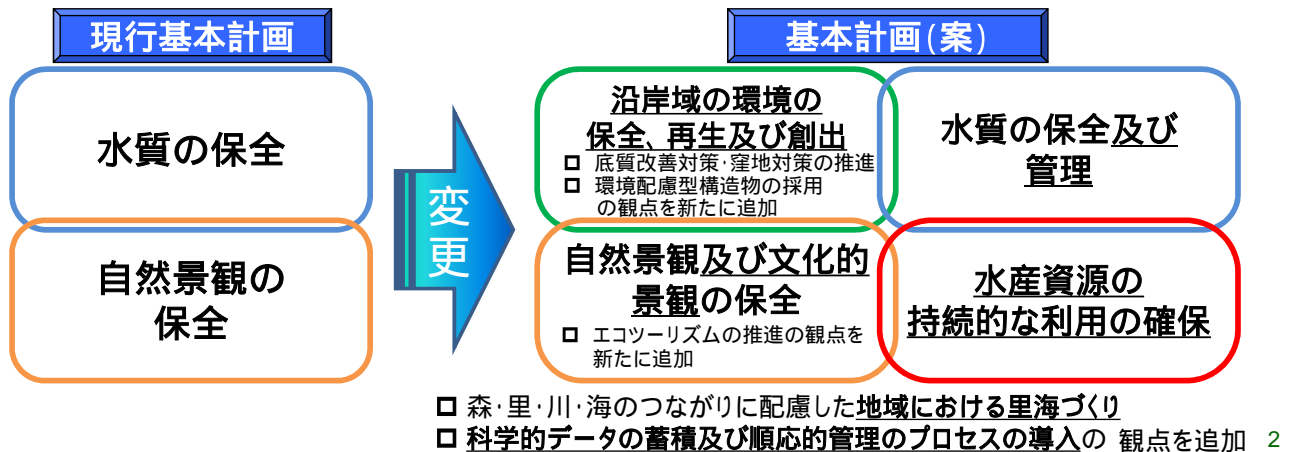 現行基本計画
水質の保全
自然景観の
保全
変
更
基本計画(案)
沿岸域の環境の
保全、再生及び創出
底質改善対策・窪地対策の推進
環境配慮型構造物の採用
の観点を新たに追加
水質の保全及び
管理
自然景観及び文化的
景観の保全
エコツーリズムの推進の観点を
新たに追加
水産資源の
持続的な利用の確保
森・里・川・海のつながりに配慮した地域における里海づくり
科学的データの蓄積及び順応的管理のプロセスの導入の 観点を追加 2